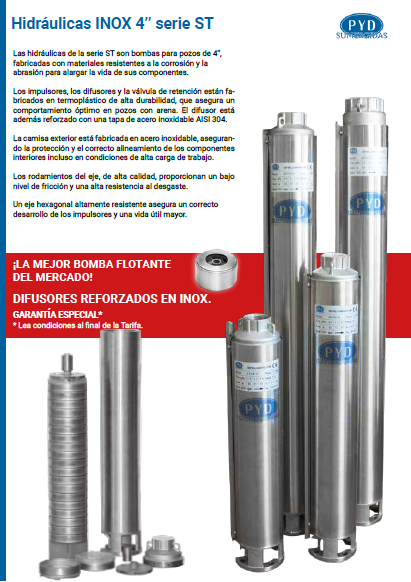 Hidráulicas INOX 4’’ serie ST
PYD
Las hidráulicas de la serie ST son bombas para pozos de 4”,
fabricadas con materiales resistentes a la corrosión y la
abrasión para alargar la vida de sus componentes.
Los impulsores, los difusores y la válvula de retención están fa-
bricados en termoplástico de alta durabilidad, que asegura un
comportamiento óptimo en pozos con arena. El difusor está
además reforzado con una tapa de acero inoxidable AISI 304.
La camisa exterior está fabricada en acero inoxidable, aseguran-
do la protección y el correcto alineamiento de los componentes
interiores incluso en condiciones de alta carga de trabajo.
Los rodamientos del eje, de alta calidad, proporcionan un bajo
nivel de fricción y una alta resistencia al desgaste.
Un eje hexagonal altamente resistente asegura un correcto
desarrollo de los impulsores y una vida útil mayor.
¡LA MEJOR BOMBA FLOTANTE
DEL MERCADO!
DIFUSORES REFORZADOS EN INOX.
GARANTÍA ESPECIAL*
* Lea condiciones al final de la Tarifa.
PYD
PYD
PYD
PYD